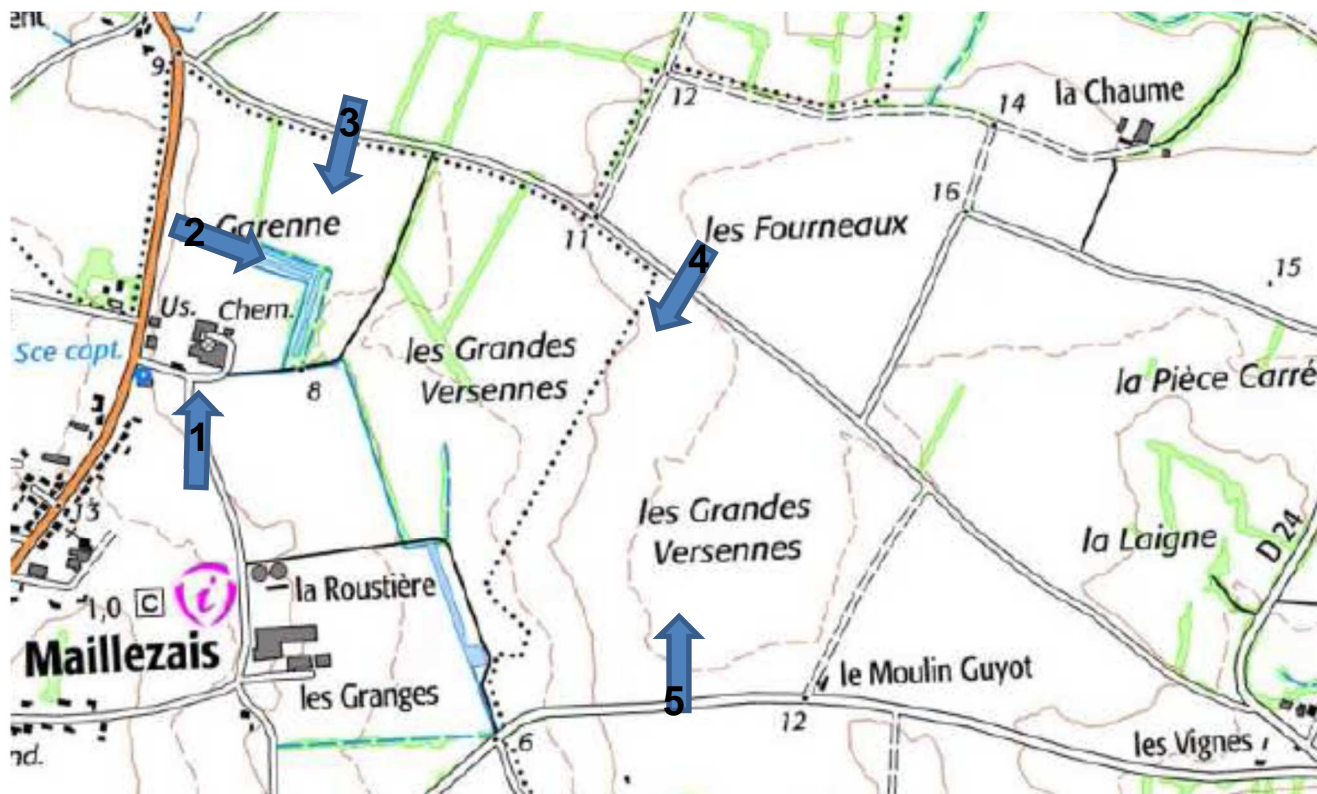 9
3
12
14
la Chaume
16
2
Garenne
11
les Fourneaux
4
15
Us. Chem.
Sce capt.
8
les Grandes
Versennes
la Pièce Carré
1
13
les Grandes
Versennes
la Laigne
D 24
1,0 C
i
la Roustière
Maillezais
les Granges
5
le Moulin Guyot
12
6
les Vignes
nd.